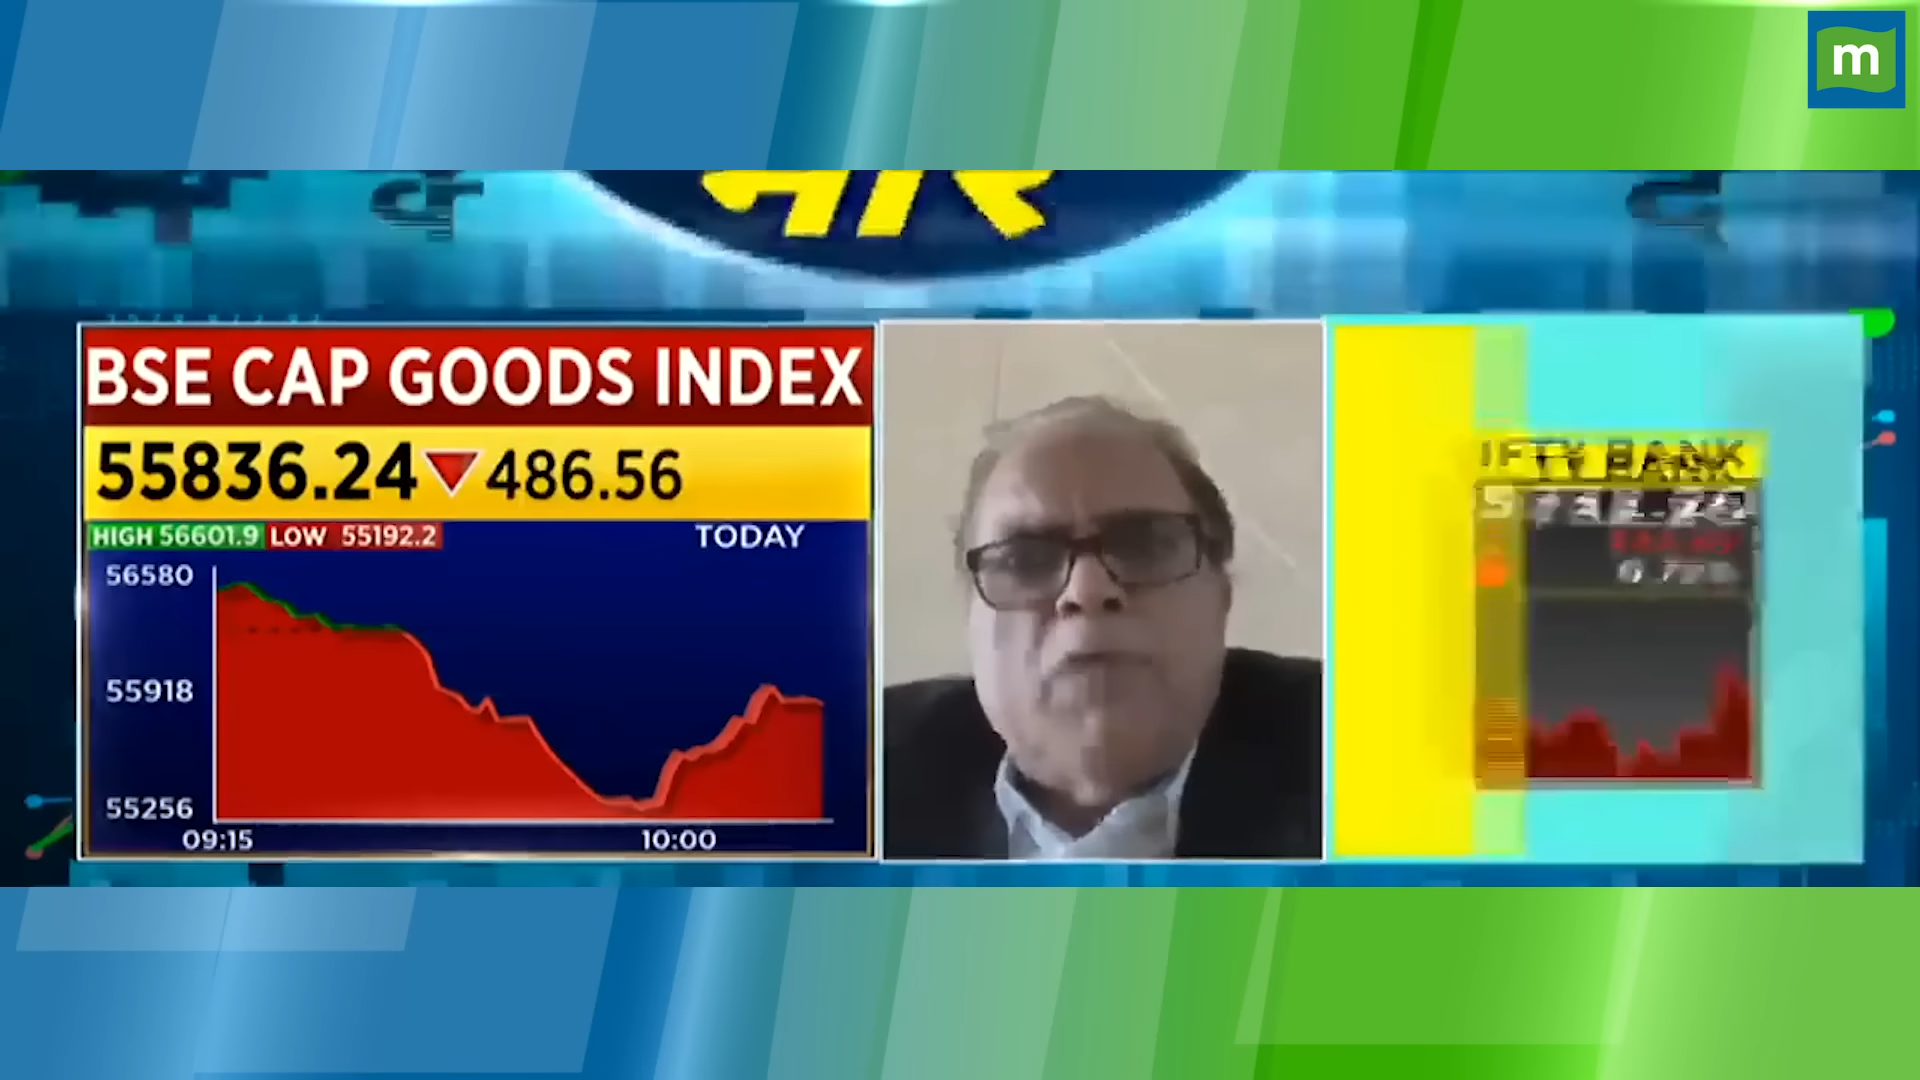 m
मार
BSE CAP GOODS INDEX
55836.24 486.56
HIGH 56601.9 LOW 55192.2 TODAY
56580
55918
55256
09:15 10:00
BANK